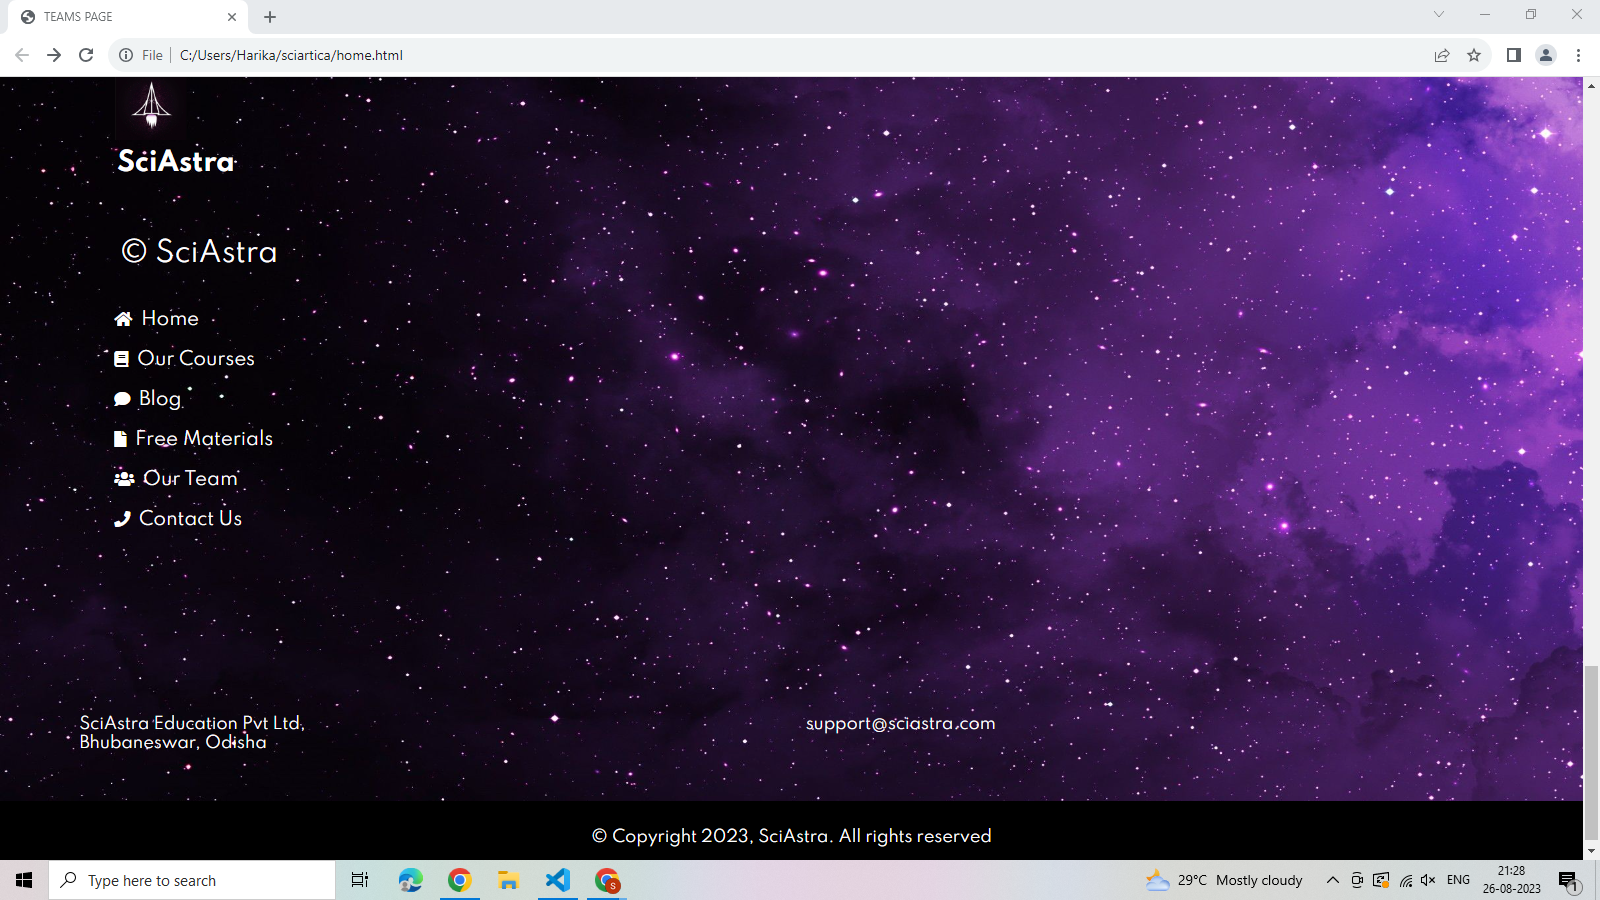 TEAMS PAGE
File
C:/Users/Harika/sciartica/home.html
SciAstra
© SciAstra
Home
Our Courses
Blog
Free Materials
Our Team
Contact Us
SciAstra Education Pvt Ltd,
Bhubaneswar, Odisha
support@sciastra.com
© Copyright 2023, SciAstra. All rights reserved
Type here to search
S
29°C Mostly cloudy
ENG
21:28
26-08-2023
1